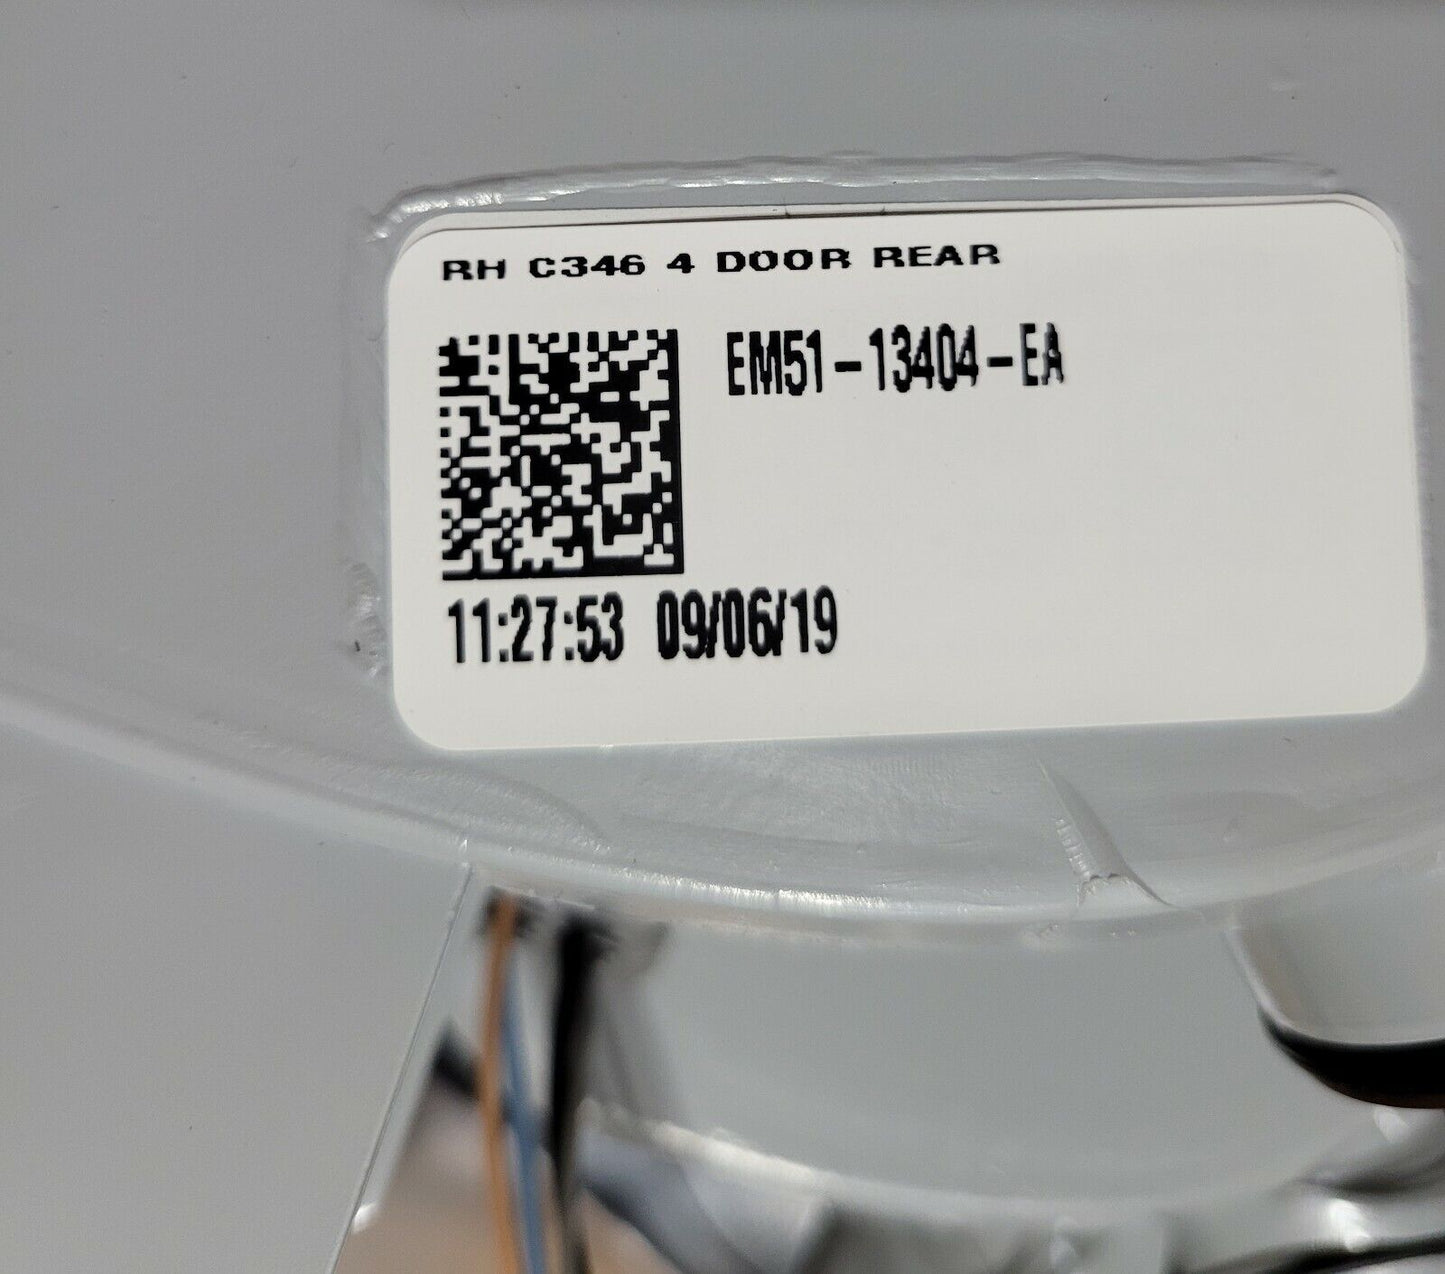 RH C346 4 DOOR REAR
EM51-13404-EA
11:27:53 09/06/19